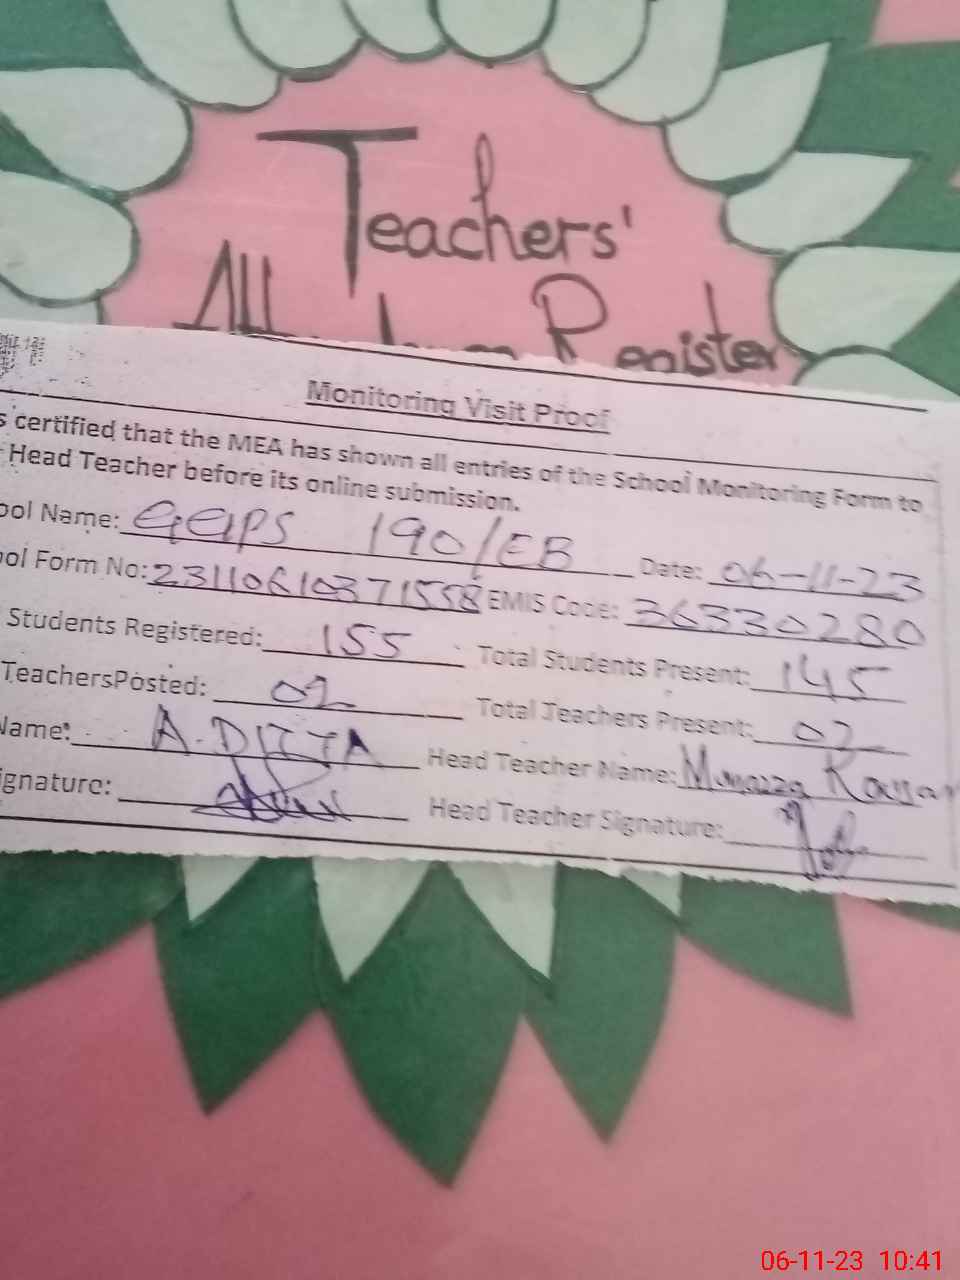 Teachers'
Register
Monitoring Visit Proof
s certified that the MEA has shown all entries of the School Monitoring Form to
Head Teacher before its online submission.
ool Name: GGPS 190/EB Date: 06-11-23
ool Form No: 23110610371558 EMIS Code: 36330280
Students Registered: 155 Total Students Present: 145
TeachersPosted: 02 Total Teachers Present: 02
Name: A.DITTA Head Teacher Name:
ignature: Head Teacher Signature:
06-11-23 10:41